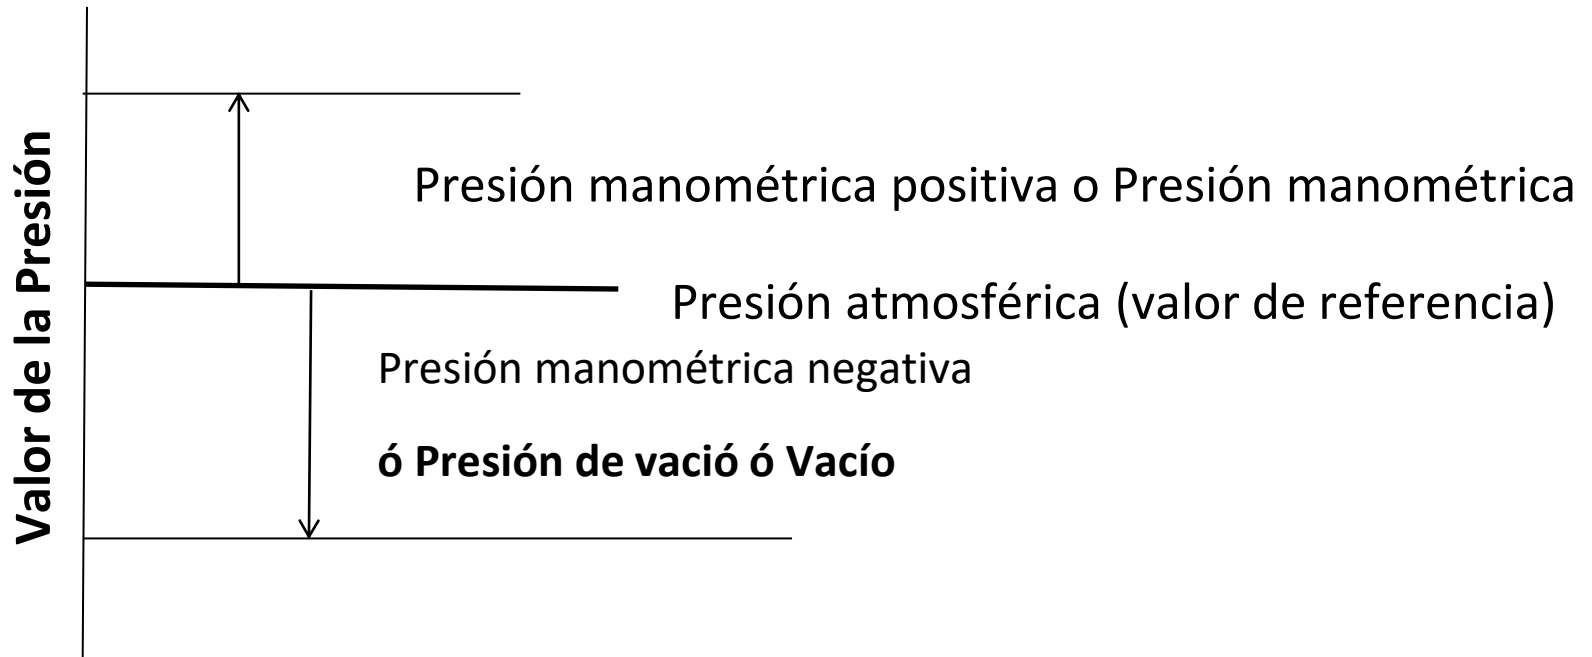 Valor de la Presión
Presión manométrica positiva o Presión manométrica
Presión atmosférica (valor de referencia)
Presión manométrica negativa
ó Presión de vació ó Vacío